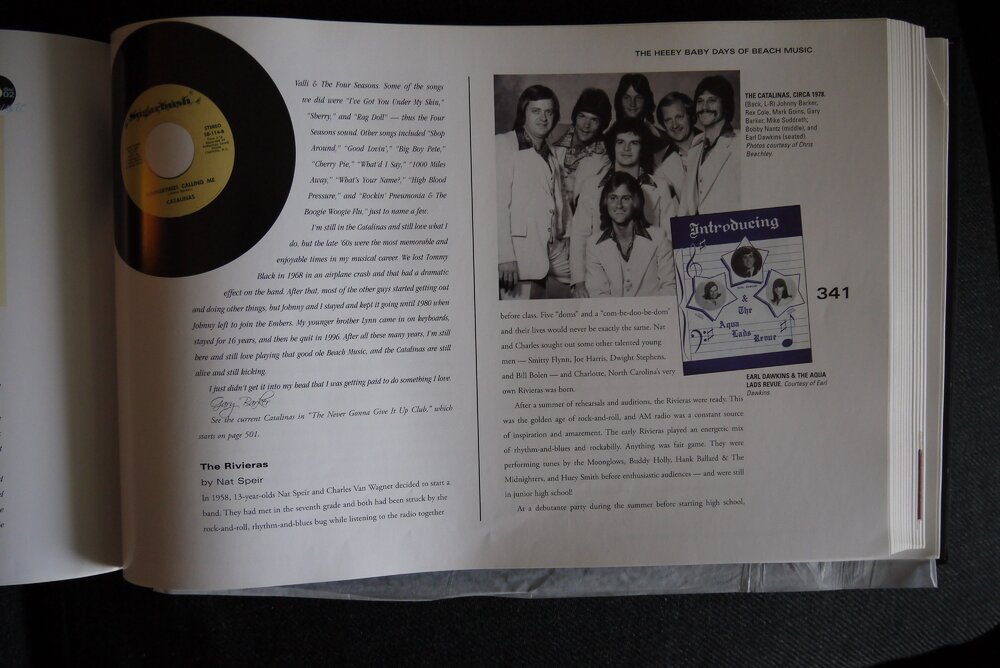 THE HEEEY BABY DAYS OF BEACH MUSIC
Sugarbush
STEREO
SB-114-B
SUMMERTIMES CALLING ME
CATALINAS
Valli & The Four Seasons. Some of the songs
we did were "I've Got You Under My Skin,"
"Sherry," and "Rag Doll" — thus the Four
Seasons sound. Other songs included "Shop
Around," "Good Lovin'," "Big Boy Pete,"
"Cherry Pie," "What'd I Say," "1000 Miles
Away," "What's Your Name?," "High Blood
Pressure," and "Rockin' Pneumonia & The
Boogie Woogie Flu," just to name a few.
I'm still in the Catalinas and still love what I
do, but the late '60s were the most memorable and
enjoyable times in my musical career. We lost Tommy
Black in 1968 in an airplane crash and that had a dramatic
effect on the band. After that, most of the other guys started getting out
and doing other things, but Johnny and I stayed and kept it going until 1980 when
Johnny left to join the Embers. My younger brother Lynn came in on keyboards,
stayed for 16 years, and then he quit in 1996. After all these many years, I'm still
here and still love playing that good ole Beach Music, and the Catalinas are still
alive and still kicking.
I just didn't get it into my head that I was getting paid to do something I love.
Gary Barker
See the current Catalinas in "The Never Gonna Give It Up Club," which
starts on page 501.
The Rivieras
by Nat Speir
In 1958, 13-year-olds Nat Speir and Charles Van Wagner decided to start a
band. They had met in the seventh grade and both had been struck by the
rock-and-roll, rhythm-and-blues bug while listening to the radio together
THE CATALINAS, CIRCA 1978.
(Back, L-R) Johnny Barker,
Rex Cole, Mark Goins, Gary
Barker, Mike Suddreth;
Bobby Nantz (middle), and
Earl Dawkins (seated).
Photos courtesy of Chris
Beachley.
Introducing
&
The
Aqua
Lads Revue
341
EARL DAWKINS & THE AQUA
LADS REVUE. Courtesy of Earl
Dawkins
before class. Five "doms" and a "com-be-doo-be-dom"
and their lives would never be exactly the same. Nat
and Charles sought out some other talented young
men — Smitty Flynn, Joe Harris, Dwight Stephens,
and Bill Bolen — and Charlotte, North Carolina's very
own Rivieras was born.
After a summer of rehearsals and auditions, the Rivieras were ready. This
was the golden age of rock-and-roll, and AM radio was a constant source
of inspiration and amazement. The early Rivieras played an energetic mix
of rhythm-and-blues and rockabilly. Anything was fair game. They were
performing tunes by the Moonglows, Buddy Holly, Hank Ballard & The
Midnighters, and Huey Smith before enthusiastic audiences — and were still
in junior high school!
At a debutante party during the summer before starting high school,